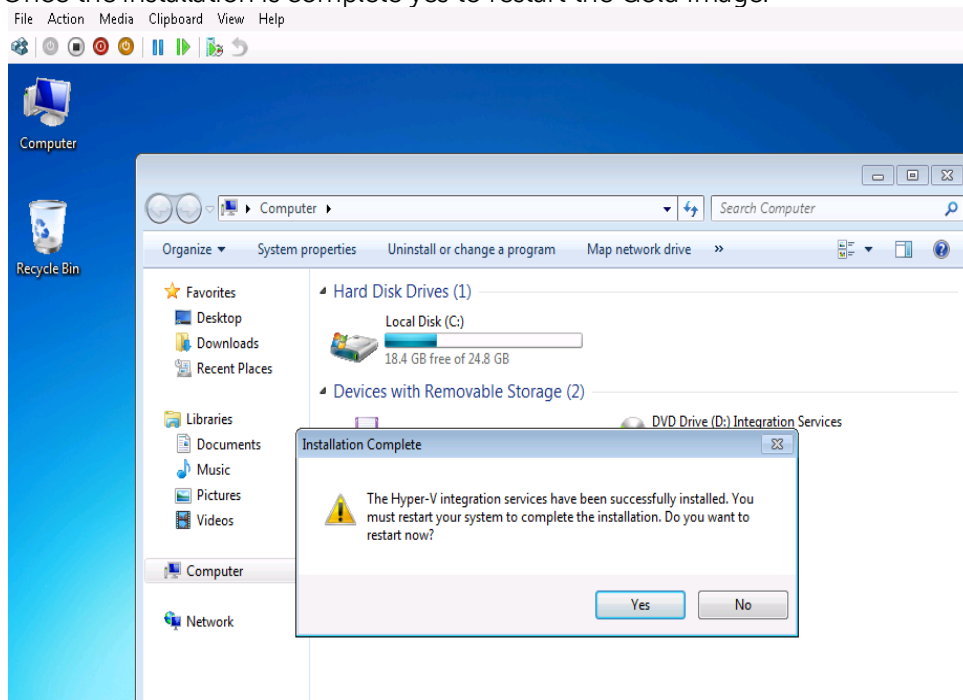 Once the installation is complete yes to restart the Gold Image.
File Action Media Clipboard View Help
Computer
Recycle Bin
Computer
Search Computer
Organize System properties Uninstall or change a program Map network drive »
Favorites
Desktop
Downloads
Recent Places
Libraries
Documents
Music
Pictures
Videos
Computer
Network
Hard Disk Drives (1)
Local Disk (C:)
18.4 GB free of 24.8 GB
Devices with Removable Storage (2)
DVD Drive (D:) Integration Services
Installation Complete
The Hyper-V integration services have been successfully installed. You
must restart your system to complete the installation. Do you want to
restart now?
Yes No